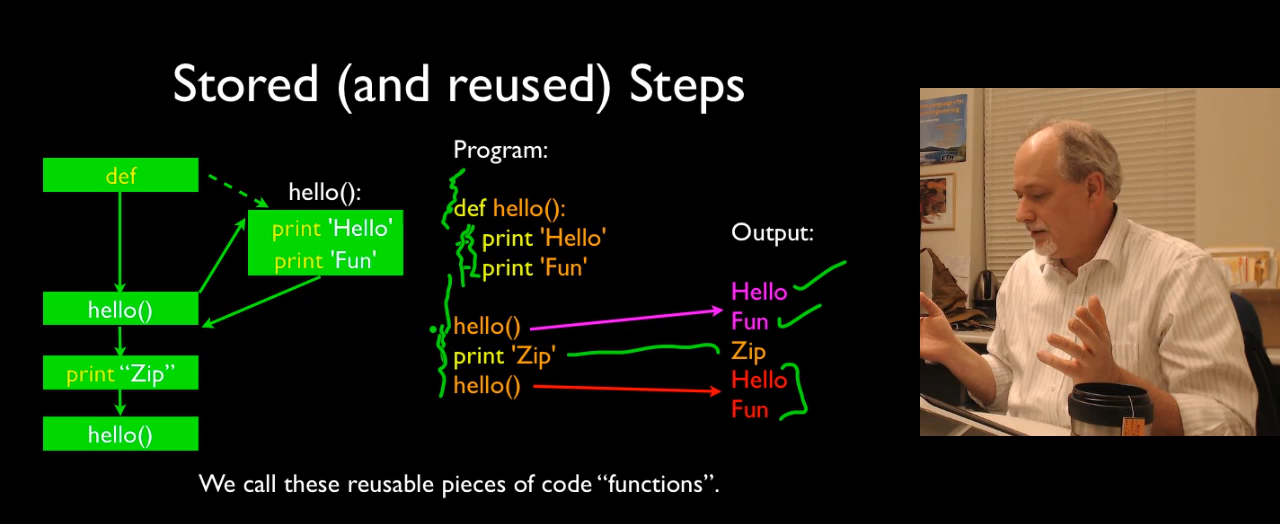 Stored (and reused) Steps
def
hello():
print 'Hello'
print 'Fun'
hello()
print “Zip”
hello()
Program:
def hello():
print 'Hello'
print 'Fun'
hello()
print 'Zip'
hello()
Output:
Hello
Fun
Zip
Hello
Fun
We call these reusable pieces of code “functions”.